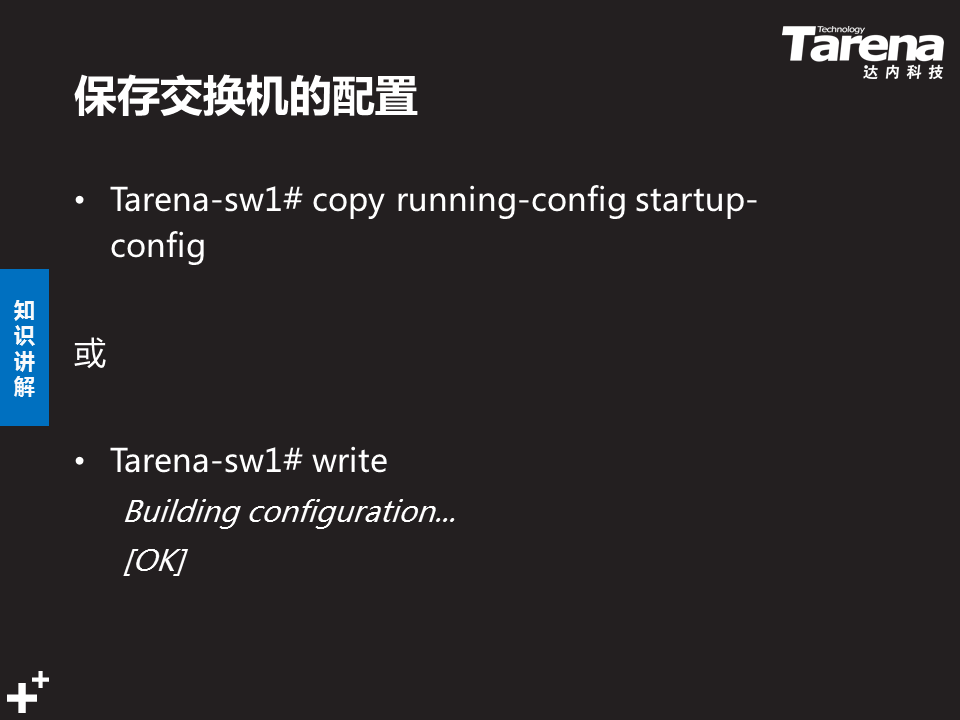 Technology
Tarena
达内科技
保存交换机的配置
• Tarena-sw1# copy running-config startup-
config
知
识
讲
解
或
• Tarena-sw1# write
Building configuration...
[OK]